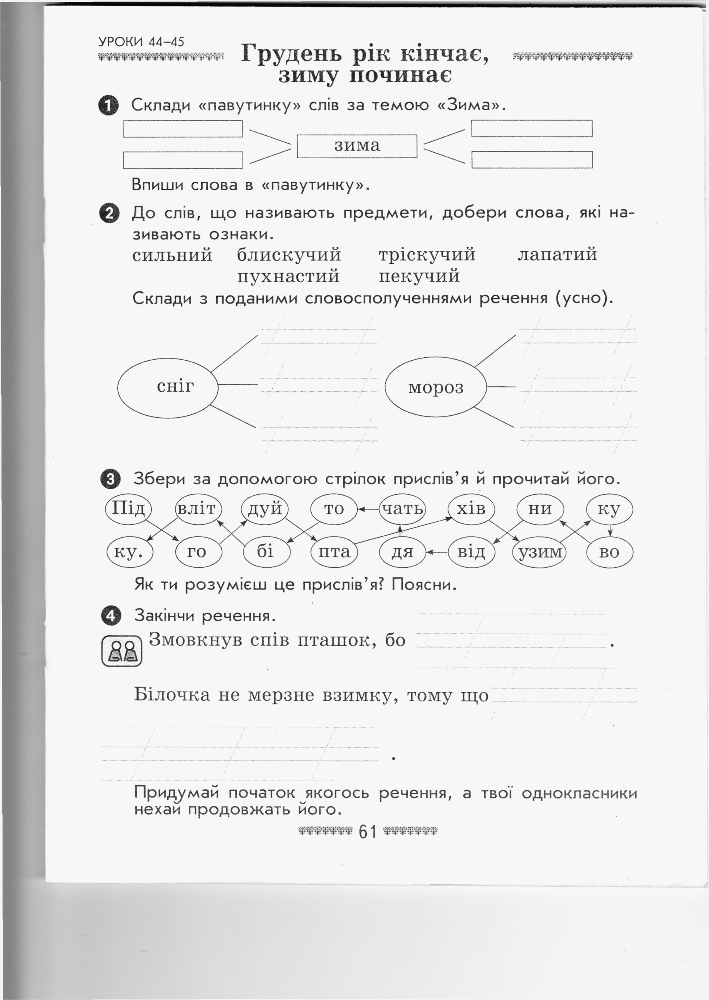 УРОКИ 44–45
Грудень рік кінчає,
зиму починає
1 Склади «павутинку» слів за темою «Зима».
зима
Впиши слова в «павутинку».
2 До слів, що називають предмети, добери слова, які на-
зивають ознаки.
сильний блискучий тріскучий лапатий
пухнастий пекучий
Склади з поданими словосполученнями речення (усно).
сніг мороз
3 Збери за допомогою стрілок прислів’я й прочитай його.
Під вліт дуй то чать хів ни ку
ку. го бі пта дя від узим во
Як ти розумієш це прислів’я? Поясни.
4 Закінчи речення.
Змовкнув спів пташок, бо .
Білочка не мерзне взимку, тому що
.
Придумай початок якогось речення, а твої однокласники
нехай продовжать його.
61